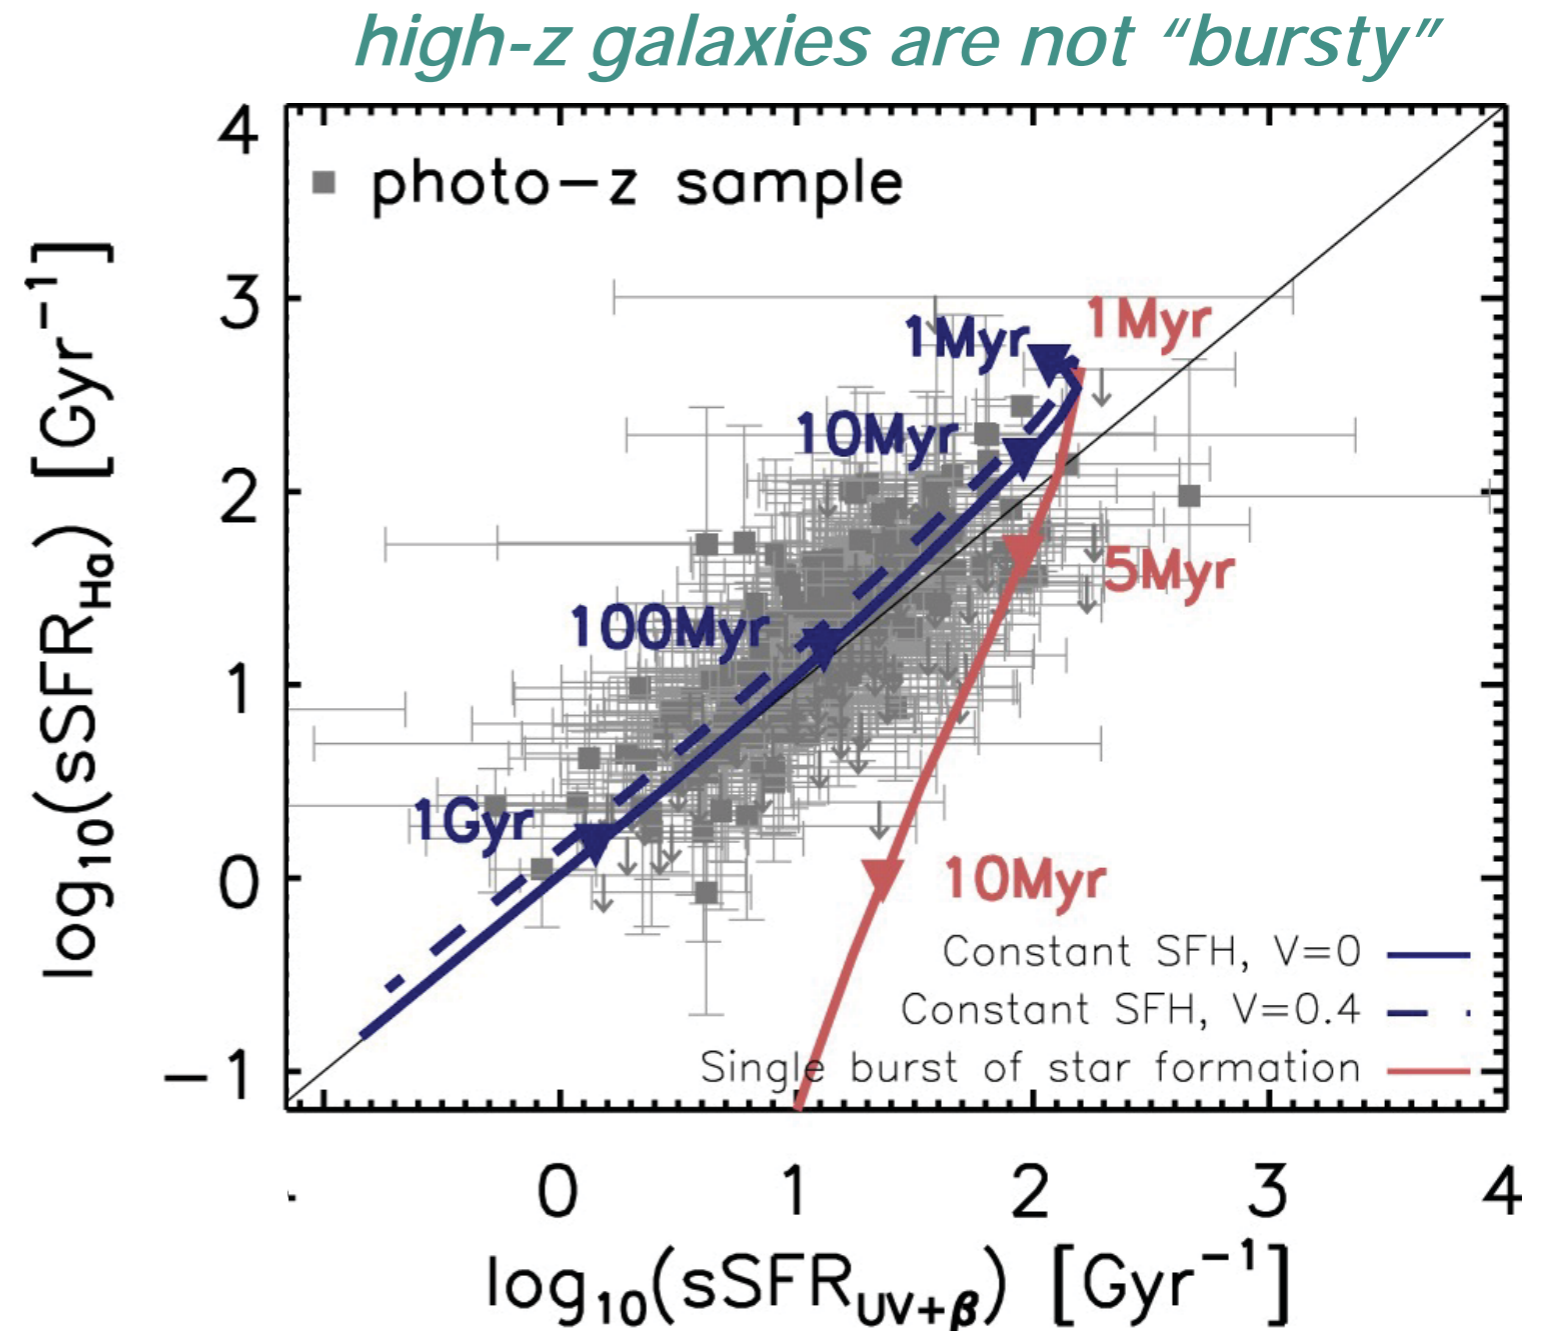 high-z galaxies are not “bursty”
4
photo-z sample
3
1Myr
1Myr
10Myr
2
5Myr
100Myr
1
1Gyr
0
10Myr
Constant SFH, V=0
Constant SFH, V=0.4
Single burst of star formation
-1
0 1 2 3 4
log10(sSFRHα) [Gyr−1]
log10(sSFRUV+β) [Gyr−1]